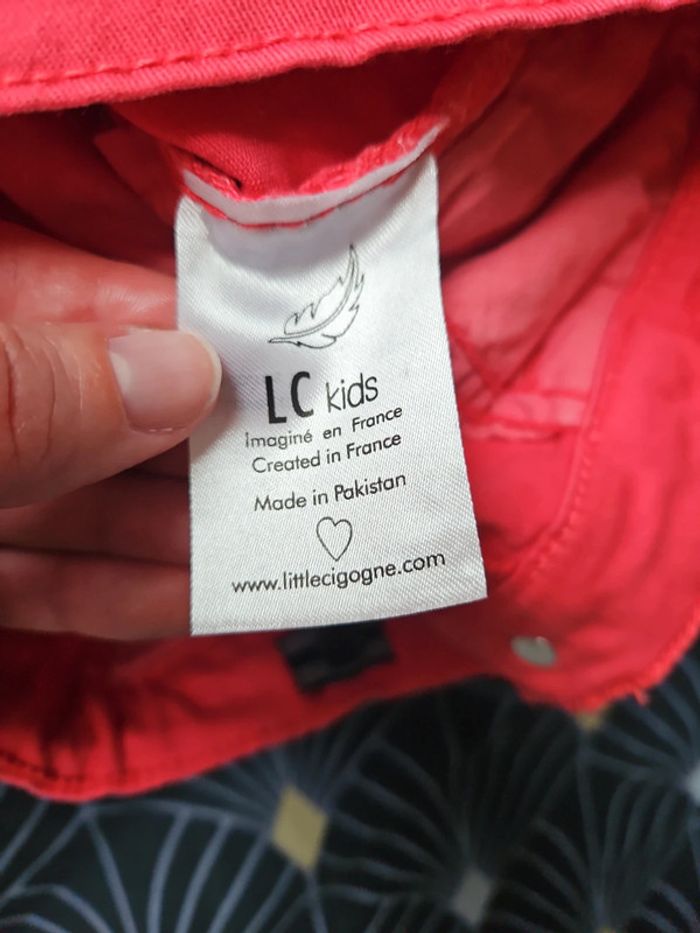 LC kids
Imaginé en France
Created in France
Made in Pakistan
www.littlecigogne.com